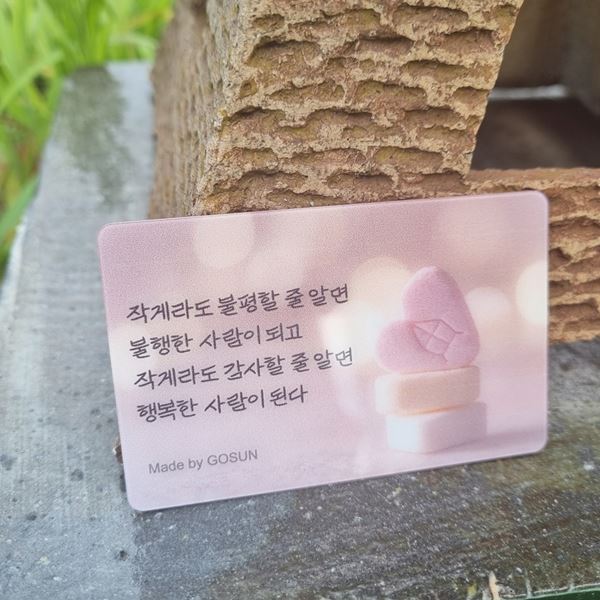 작게라도 불평할 줄 알면
불행한 사람이 되고
작게라도 감사할 줄 알면
행복한 사람이 된다
Made by GOSUN